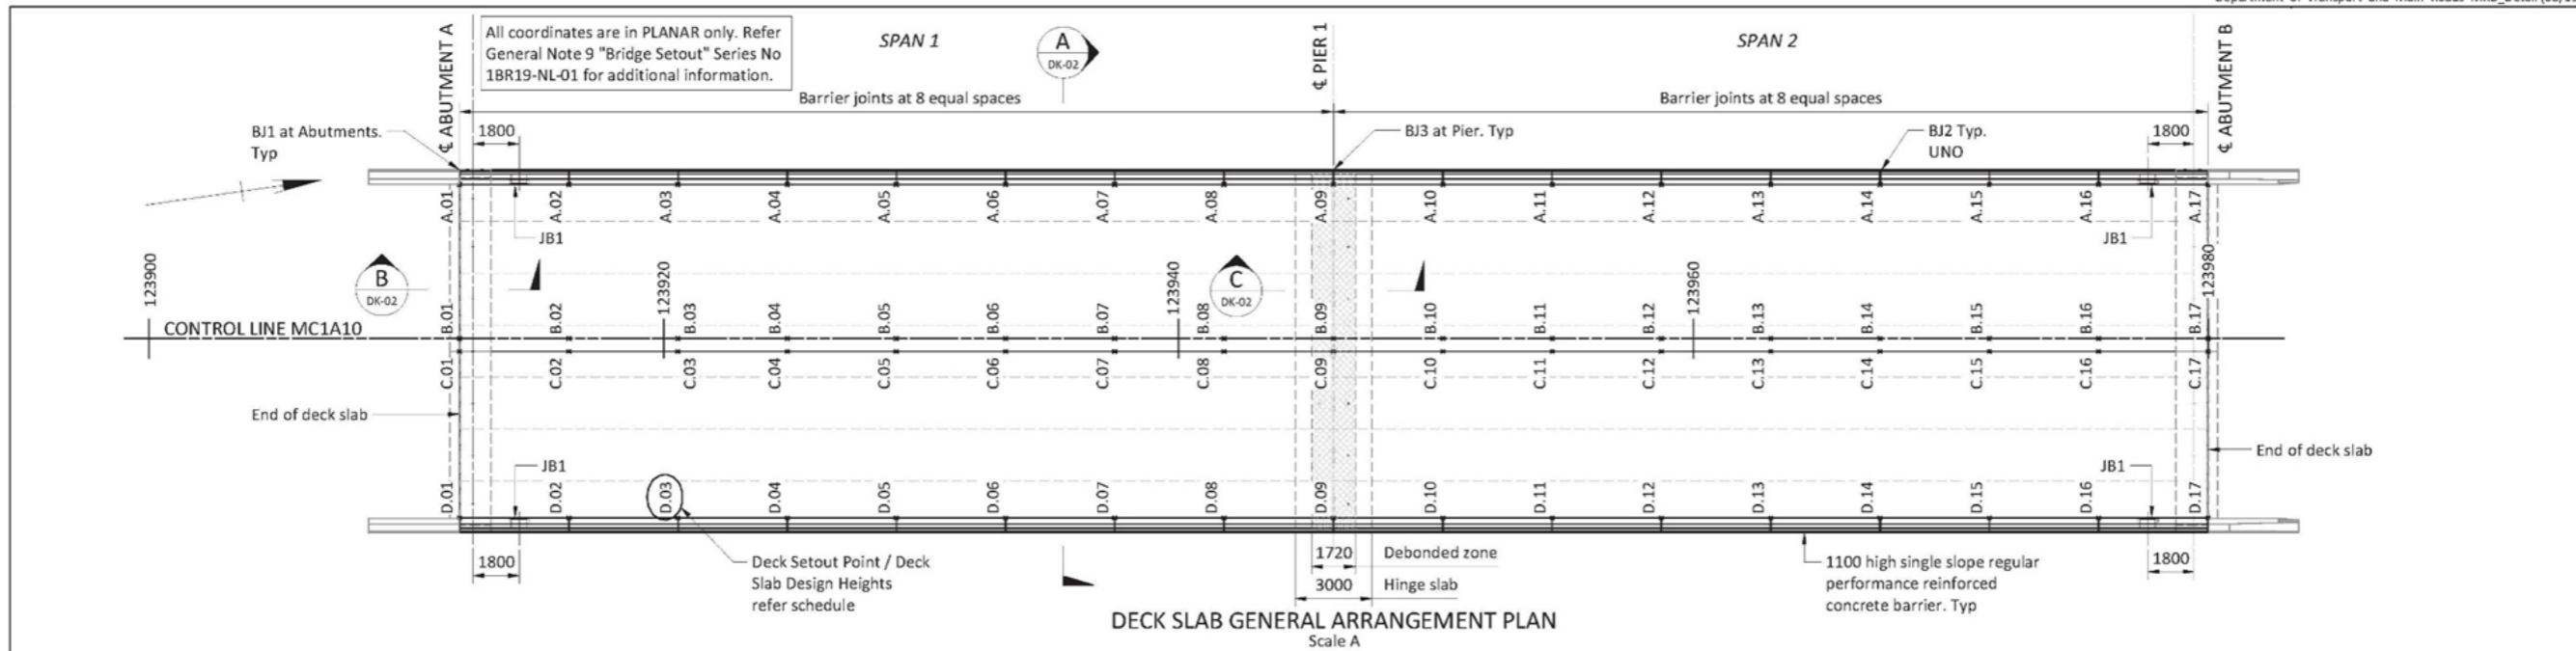 All coordinates are in PLANAR only. Refer
General Note 9 "Bridge Setout" Series No
1BR19-NL-01 for additional information.
℄ ABUTMENT A
SPAN 1
A
DK-02
℄ PIER 1
SPAN 2
℄ ABUTMENT B
Barrier joints at 8 equal spaces
Barrier joints at 8 equal spaces
BJ1 at Abutments.
Typ
1800
BJ3 at Pier. Typ
BJ2 Typ.
UNO
1800
A.01
A.02
A.03
A.04
A.05
A.06
A.07
A.08
A.09
A.10
A.11
A.12
A.13
A.14
A.15
A.16
A.17
JB1
JB1
123900
B
DK-02
123920
123940
C
DK-02
123960
123980
CONTROL LINE MC1A10
B.01
B.02
B.03
B.04
B.05
B.06
B.07
B.08
B.09
B.10
B.11
B.12
B.13
B.14
B.15
B.16
B.17
C.01
C.02
C.03
C.04
C.05
C.06
C.07
C.08
C.09
C.10
C.11
C.12
C.13
C.14
C.15
C.16
C.17
End of deck slab
End of deck slab
JB1
JB1
D.01
D.02
D.03
D.04
D.05
D.06
D.07
D.08
D.09
D.10
D.11
D.12
D.13
D.14
D.15
D.16
D.17
1800
Deck Setout Point / Deck
Slab Design Heights
refer schedule
1720
Debonded zone
3000
Hinge slab
1100 high single slope regular
performance reinforced
concrete barrier. Typ
1800
DECK SLAB GENERAL ARRANGEMENT PLAN
Scale A